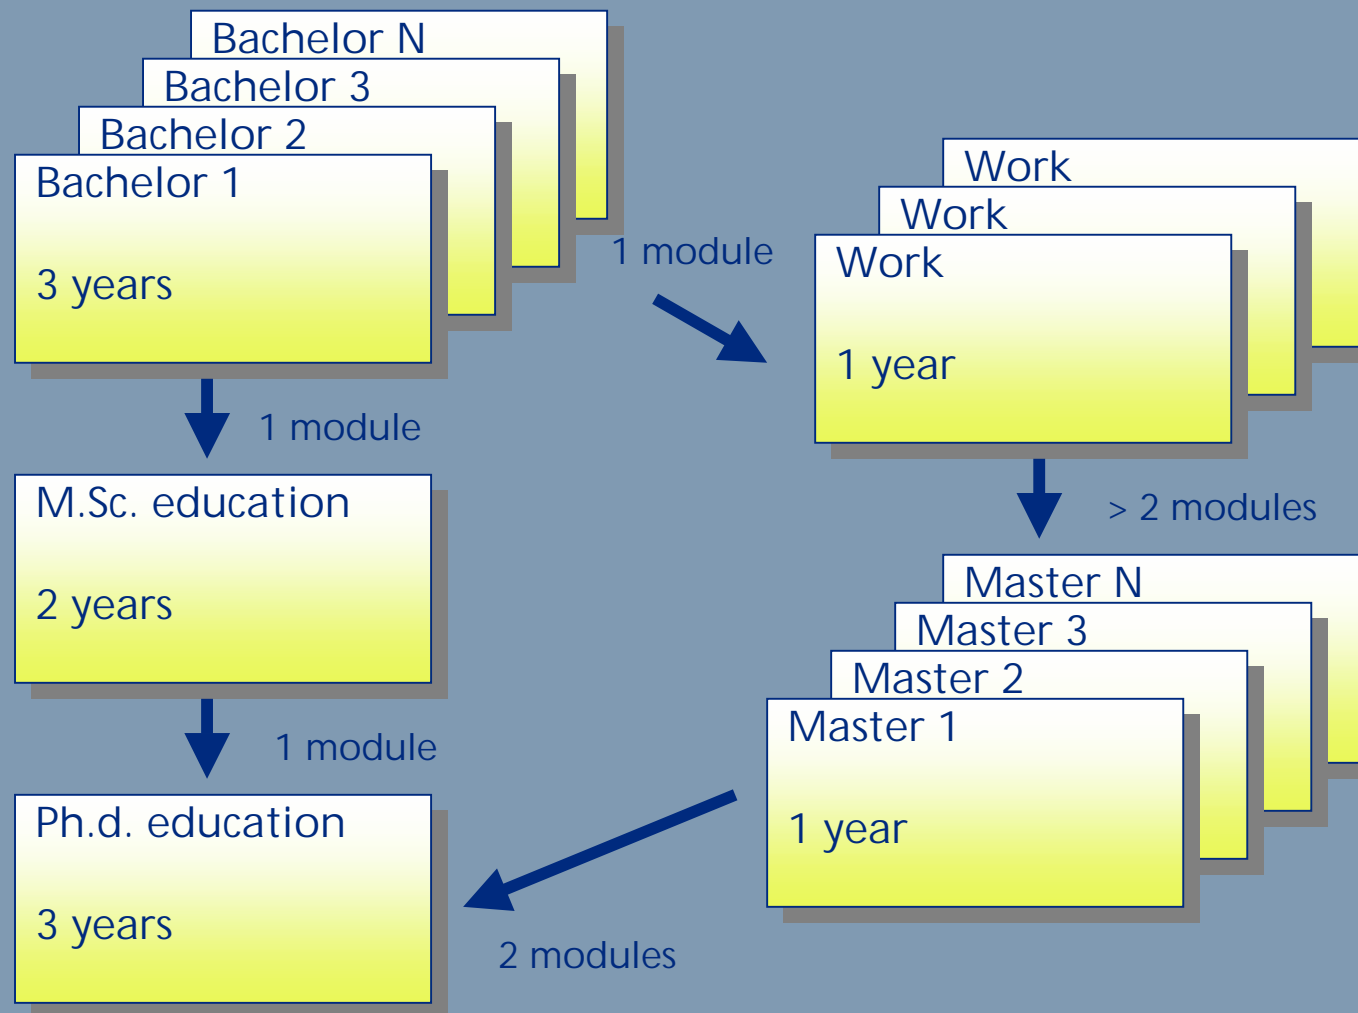 Bachelor N
Bachelor 3
Bachelor 2
Bachelor 1
3 years
1 module
Work
Work
Work
1 year
1 module
> 2 modules
M.Sc. education
2 years
Master N
Master 3
Master 2
Master 1
1 year
1 module
Ph.d. education
3 years
2 modules